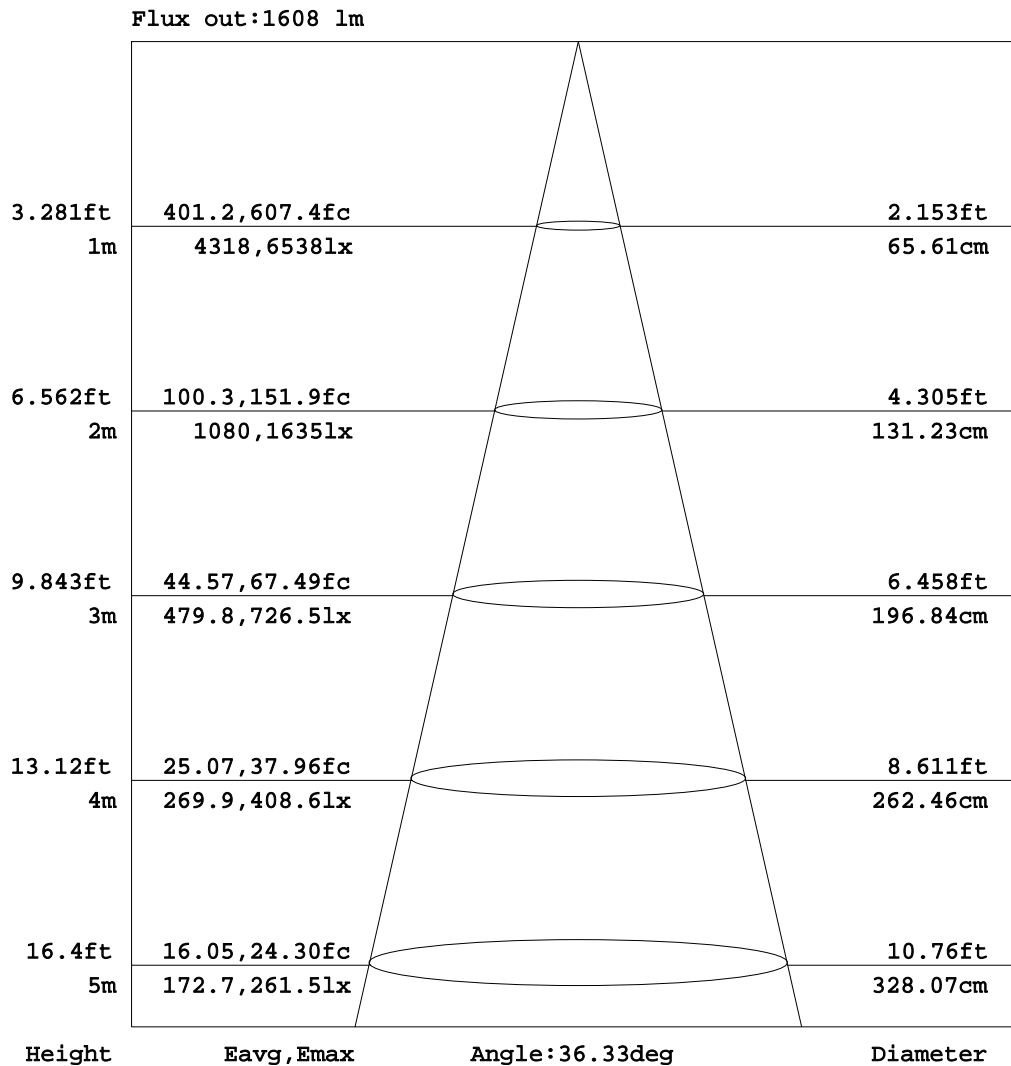 Flux out:1608 lm
3.281ft 401.2,607.4fc 2.153ft
1m 4318,6538lx 65.61cm
6.562ft 100.3,151.9fc 4.305ft
2m 1080,1635lx 131.23cm
9.843ft 44.57,67.49fc 6.458ft
3m 479.8,726.5lx 196.84cm
13.12ft 25.07,37.96fc 8.611ft
4m 269.9,408.6lx 262.46cm
16.4ft 16.05,24.30fc 10.76ft
5m 172.7,261.5lx 328.07cm
Height Eavg,Emax Angle:36.33deg Diameter